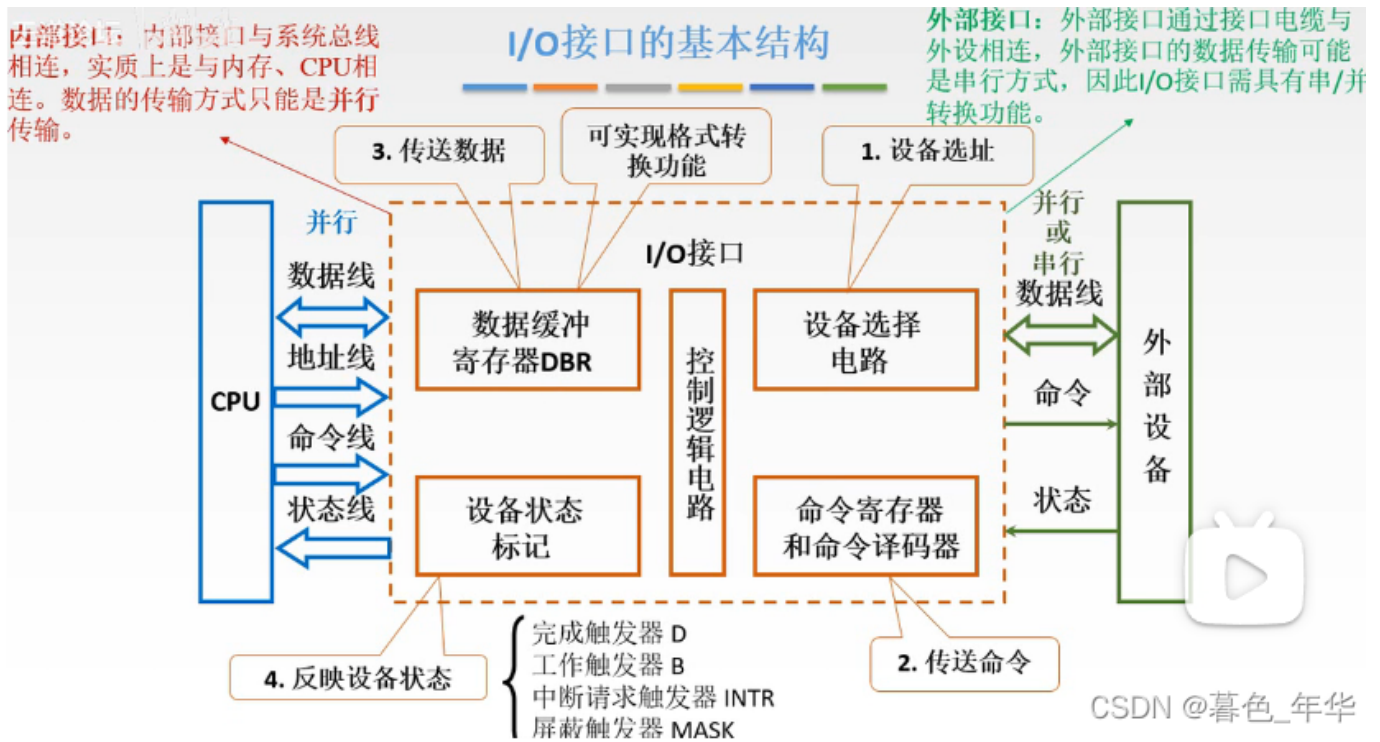 I/O接口的基本结构
内部接口：内部接口与系统总线
相连，实质上是与内存、CPU相
连。数据的传输方式只能是并行
传输。
外部接口：外部接口通过接口电缆与
外设相连，外部接口的数据传输可能
是串行方式，因此I/O接口需具有串/并
转换功能。
3. 传送数据
可实现格式转
换功能
1. 设备选址
并行
数据线
地址线
命令线
状态线
CPU
I/O接口
数据缓冲
寄存器DBR
控制逻辑电路
设备选择
电路
设备状态
标记
命令寄存器
和命令译码器
并行
或
串行
数据线
命令
状态
外部设备
4. 反映设备状态
完成触发器 D
工作触发器 B
中断请求触发器 INTR
屏蔽触发器 MASK
2. 传送命令
CSDN @暮色_年华